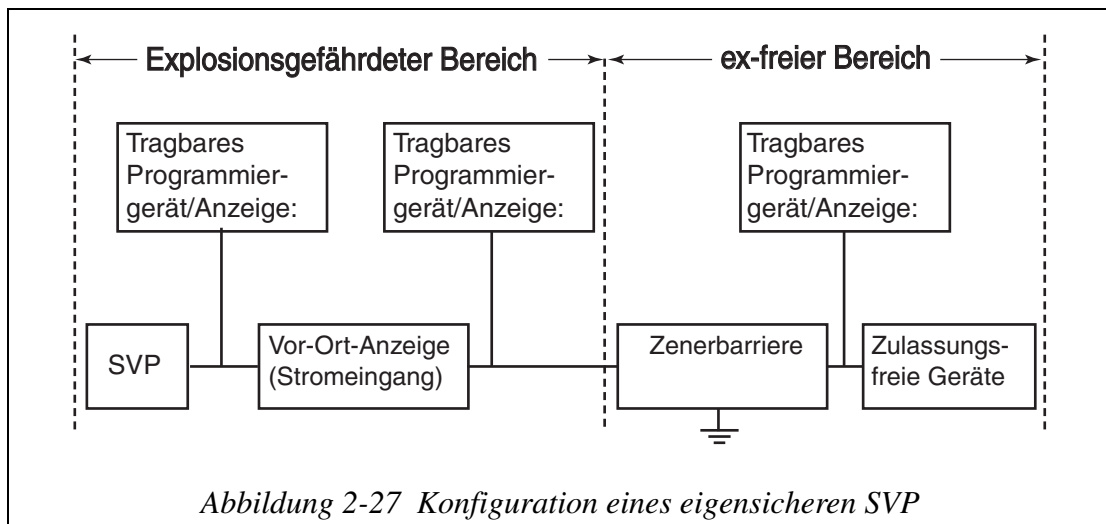 Explosionsgefährdeter Bereich
ex-freier Bereich
Tragbares
Programmier-
gerät/Anzeige:
Tragbares
Programmier-
gerät/Anzeige:
Tragbares
Programmier-
gerät/Anzeige:
SVP
Vor-Ort-Anzeige
(Stromeingang)
Zenerbarriere
Zulassungs-
freie Geräte
Abbildung 2-27 Konfiguration eines eigensicheren SVP